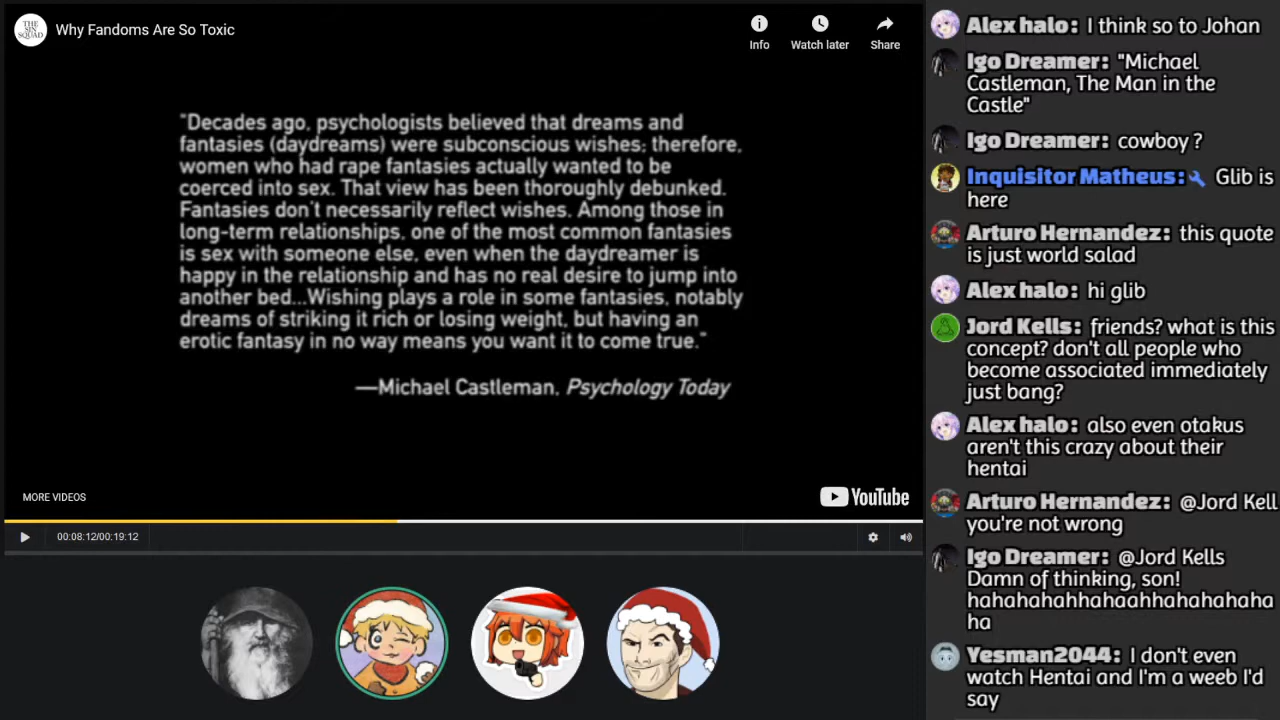 THE
SIN
SQUAD
Why Fandoms Are So Toxic
Info
Watch later
Share
"Decades ago, psychologists believed that dreams and
fantasies (daydreams) were subconscious wishes; therefore,
women who had rape fantasies actually wanted to be
coerced into sex. That view has been thoroughly debunked.
Fantasies don't necessarily reflect wishes. Among those in
long-term relationships, one of the most common fantasies
is sex with someone else, even when the daydreamer is
happy in the relationship and has no real desire to jump into
another bed...Wishing plays a role in some fantasies, notably
dreams of striking it rich or losing weight, but having an
erotic fantasy in no way means you want it to come true."
—Michael Castleman, Psychology Today
MORE VIDEOS
YouTube
00:08:12/00:19:12
Alex halo: I think so to Johan
Igo Dreamer: "Michael
Castleman, The Man in the
Castle"
Igo Dreamer: cowboy ?
Inquisitor Matheus: Glib is
here
Arturo Hernandez: this quote
is just world salad
Alex halo: hi glib
Jord Kells: friends? what is this
concept? don't all people who
become associated immediately
just bang?
Alex halo: also even otakus
aren't this crazy about their
hentai
Arturo Hernandez: @Jord Kell
you're not wrong
Igo Dreamer: @Jord Kells
Damn of thinking, son!
hahahahahhahaahhahahahaha
ha
Yesman2044: I don't even
watch Hentai and I'm a weeb I'd
say